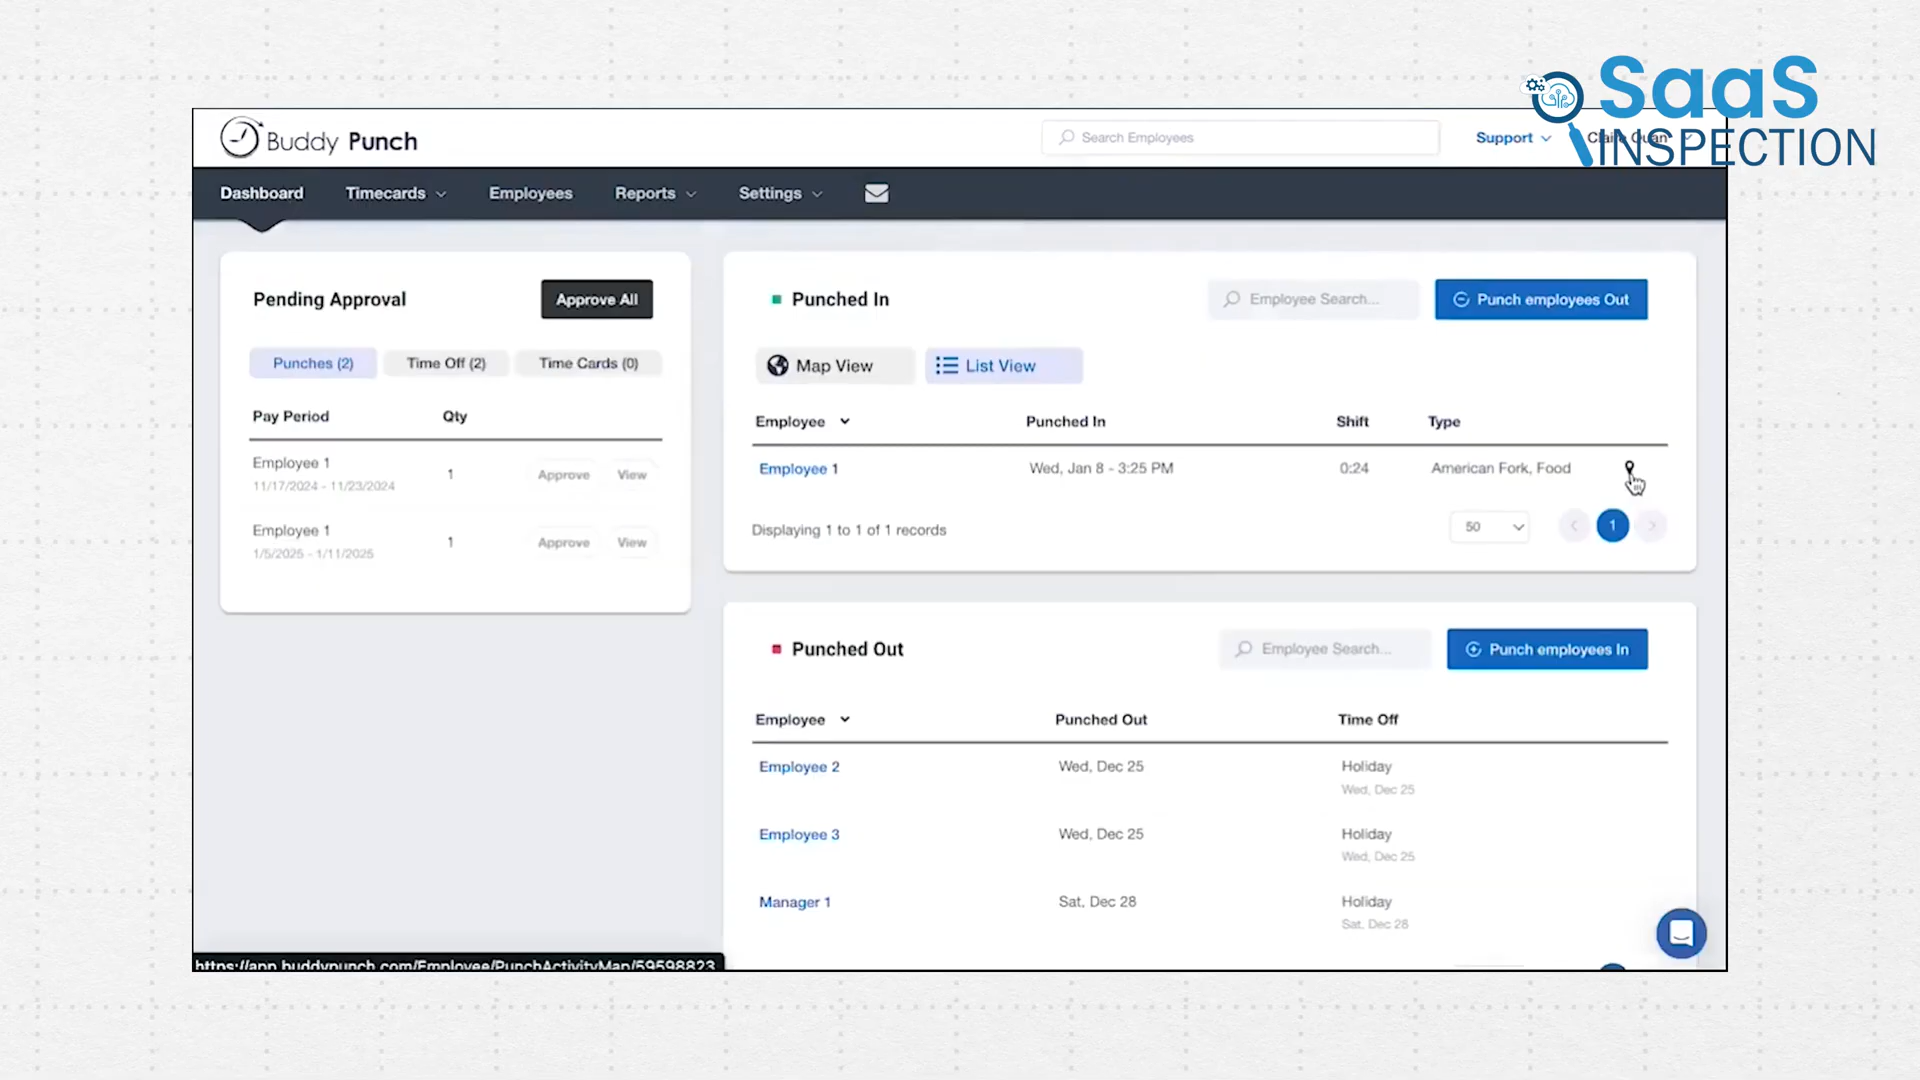 SaaS
INSPECTION
Buddy Punch
Search Employees
Support
Dashboard
Timecards
Employees
Reports
Settings
Pending Approval
Approve All
Punches (2)
Time Off (2)
Time Cards (0)
Pay Period Qty
Employee 1
11/17/2024 - 11/23/2024
1
Approve
View
Employee 1
1/5/2025 - 1/11/2025
1
Approve
View
Punched In
Employee Search...
Punch employees Out
Map View
List View
Employee Punched In Shift Type
Employee 1 Wed, Jan 8 - 3:25 PM 0:24 American Fork, Food
Displaying 1 to 1 of 1 records
50
1
Punched Out
Employee Search...
Punch employees In
Employee Punched Out Time Off
Employee 2 Wed, Dec 25 Holiday
Wed, Dec 25
Employee 3 Wed, Dec 25 Holiday
Wed, Dec 25
Manager 1 Sat, Dec 28 Holiday
Sat, Dec 28
https://app.buddypunch.com/Employee/PunchActivityMap/59598823